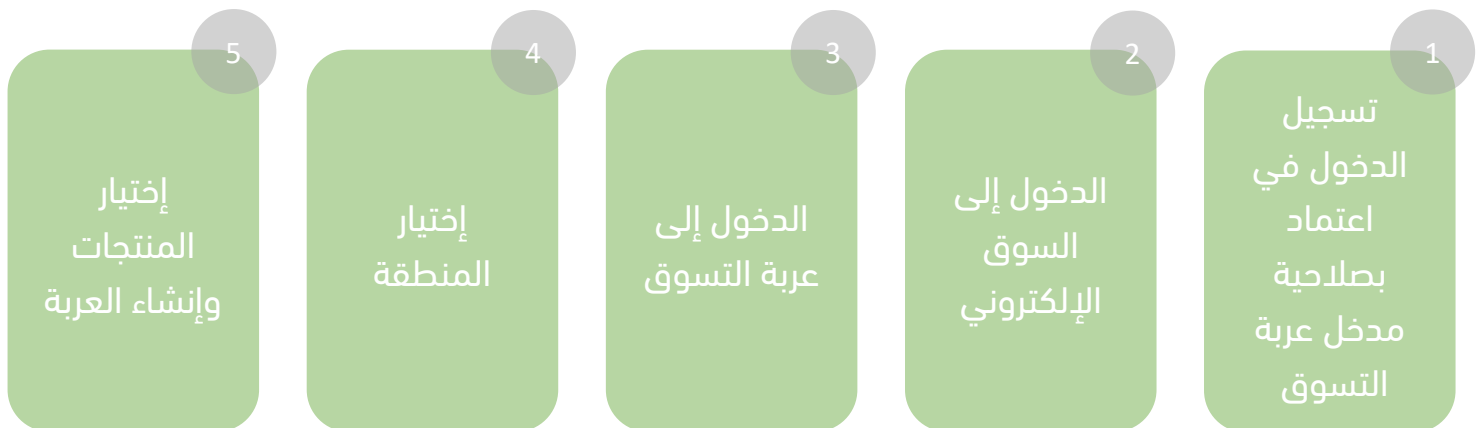 1
تسجيل
الدخول في
اعتماد
بصلاحية
مدخل عربة
التسوق
2
الدخول إلى
السوق
الإلكتروني
3
الدخول إلى
عربة التسوق
4
إختيار
المنطقة
5
إختيار
المنتجات
وإنشاء العربة